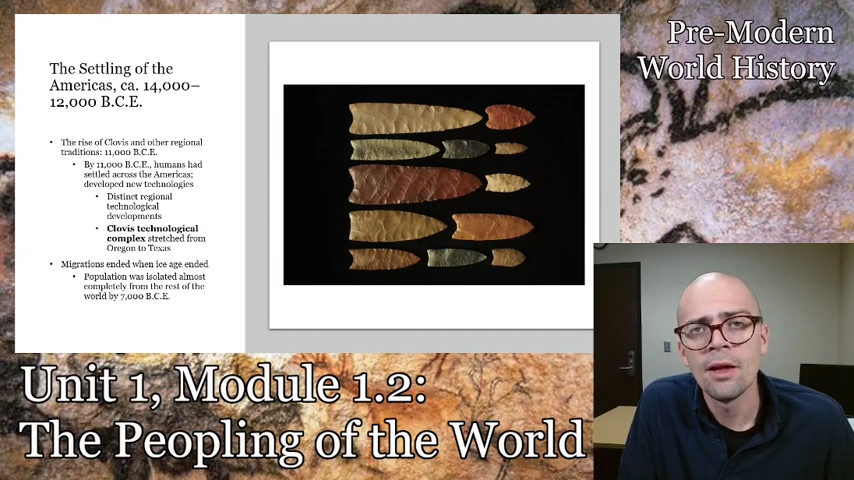 The Settling of the
Americas, ca. 14,000–
12,000 B.C.E.
• The rise of Clovis and other regional
traditions: 11,000 B.C.E.
• By 11,000 B.C.E., humans had
settled across the Americas;
developed new technologies
• Distinct regional
technological
developments
• Clovis technological
complex stretched from
Oregon to Texas
• Migrations ended when ice age ended
• Population was isolated almost
completely from the rest of the
world by 7,000 B.C.E.
Pre-Modern
World History
Unit 1, Module 1.2:
The Peopling of the World